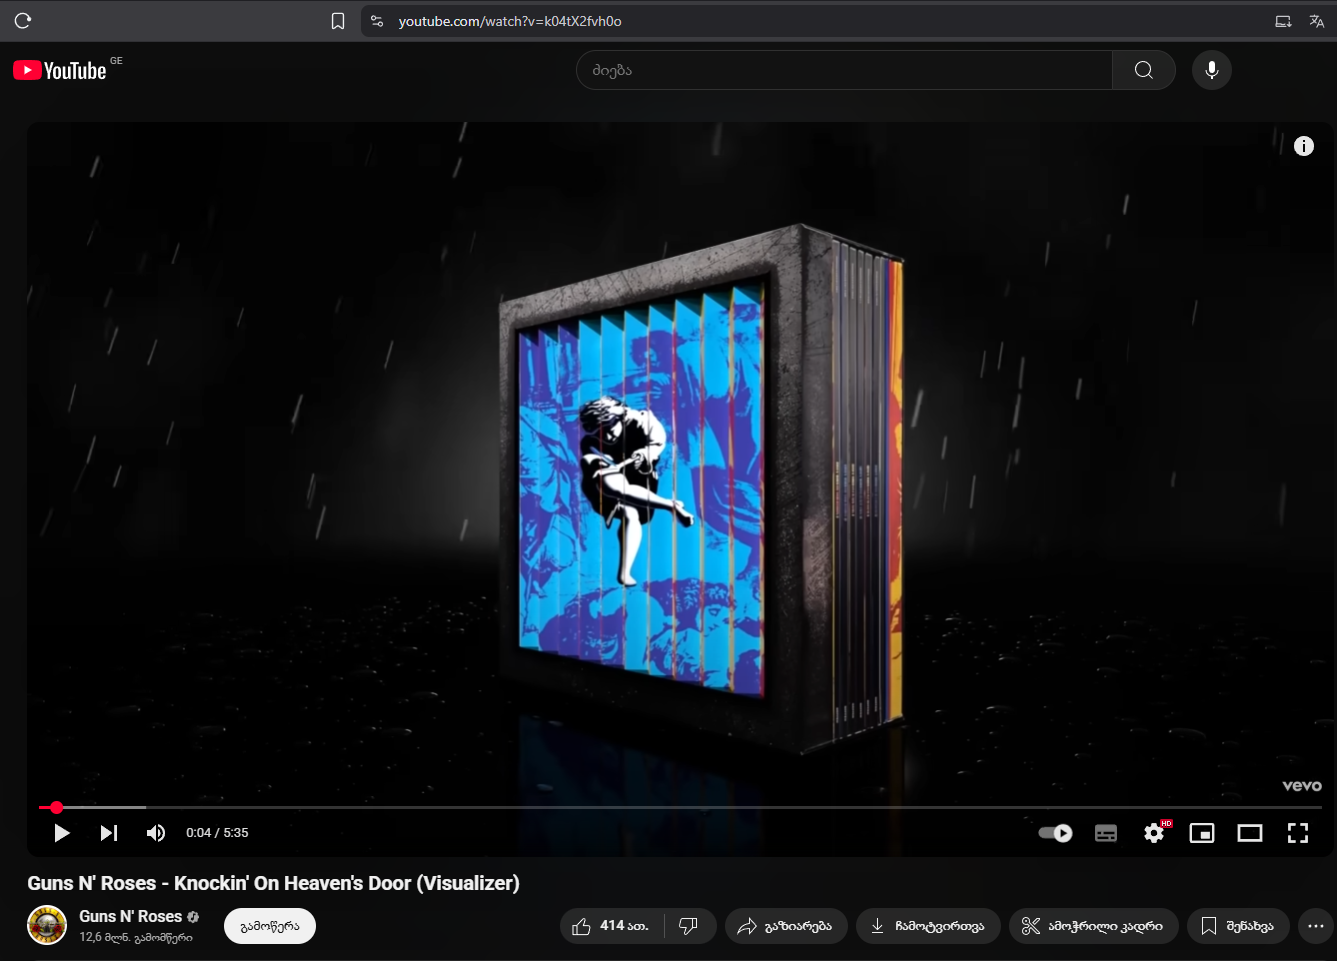 youtube.com/watch?v=k04tX2fvh0o
YouTube GE
ძიება
vevo
0:04 / 5:35
HD
Guns N' Roses - Knockin' On Heaven's Door (Visualizer)
Guns N' Roses
12,6 მლნ. გამომწერი
გამოწერა
414 ათ.
გაზიარება
ჩამოტვირთვა
ამოჭრილი კადრი
შენახვა